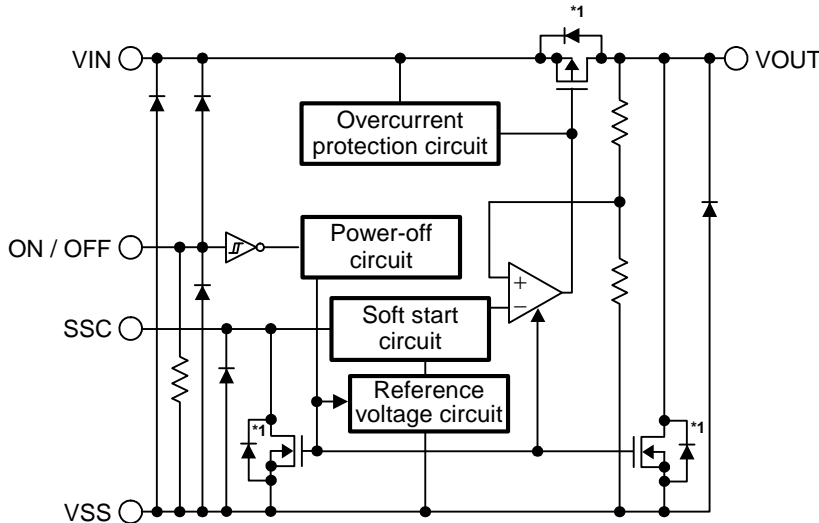 *1
VIN
VOUT
Overcurrent
protection circuit
ON / OFF
Power-off
circuit
+
−
SSC
Soft start
circuit
Reference
voltage circuit
*1
*1
VSS